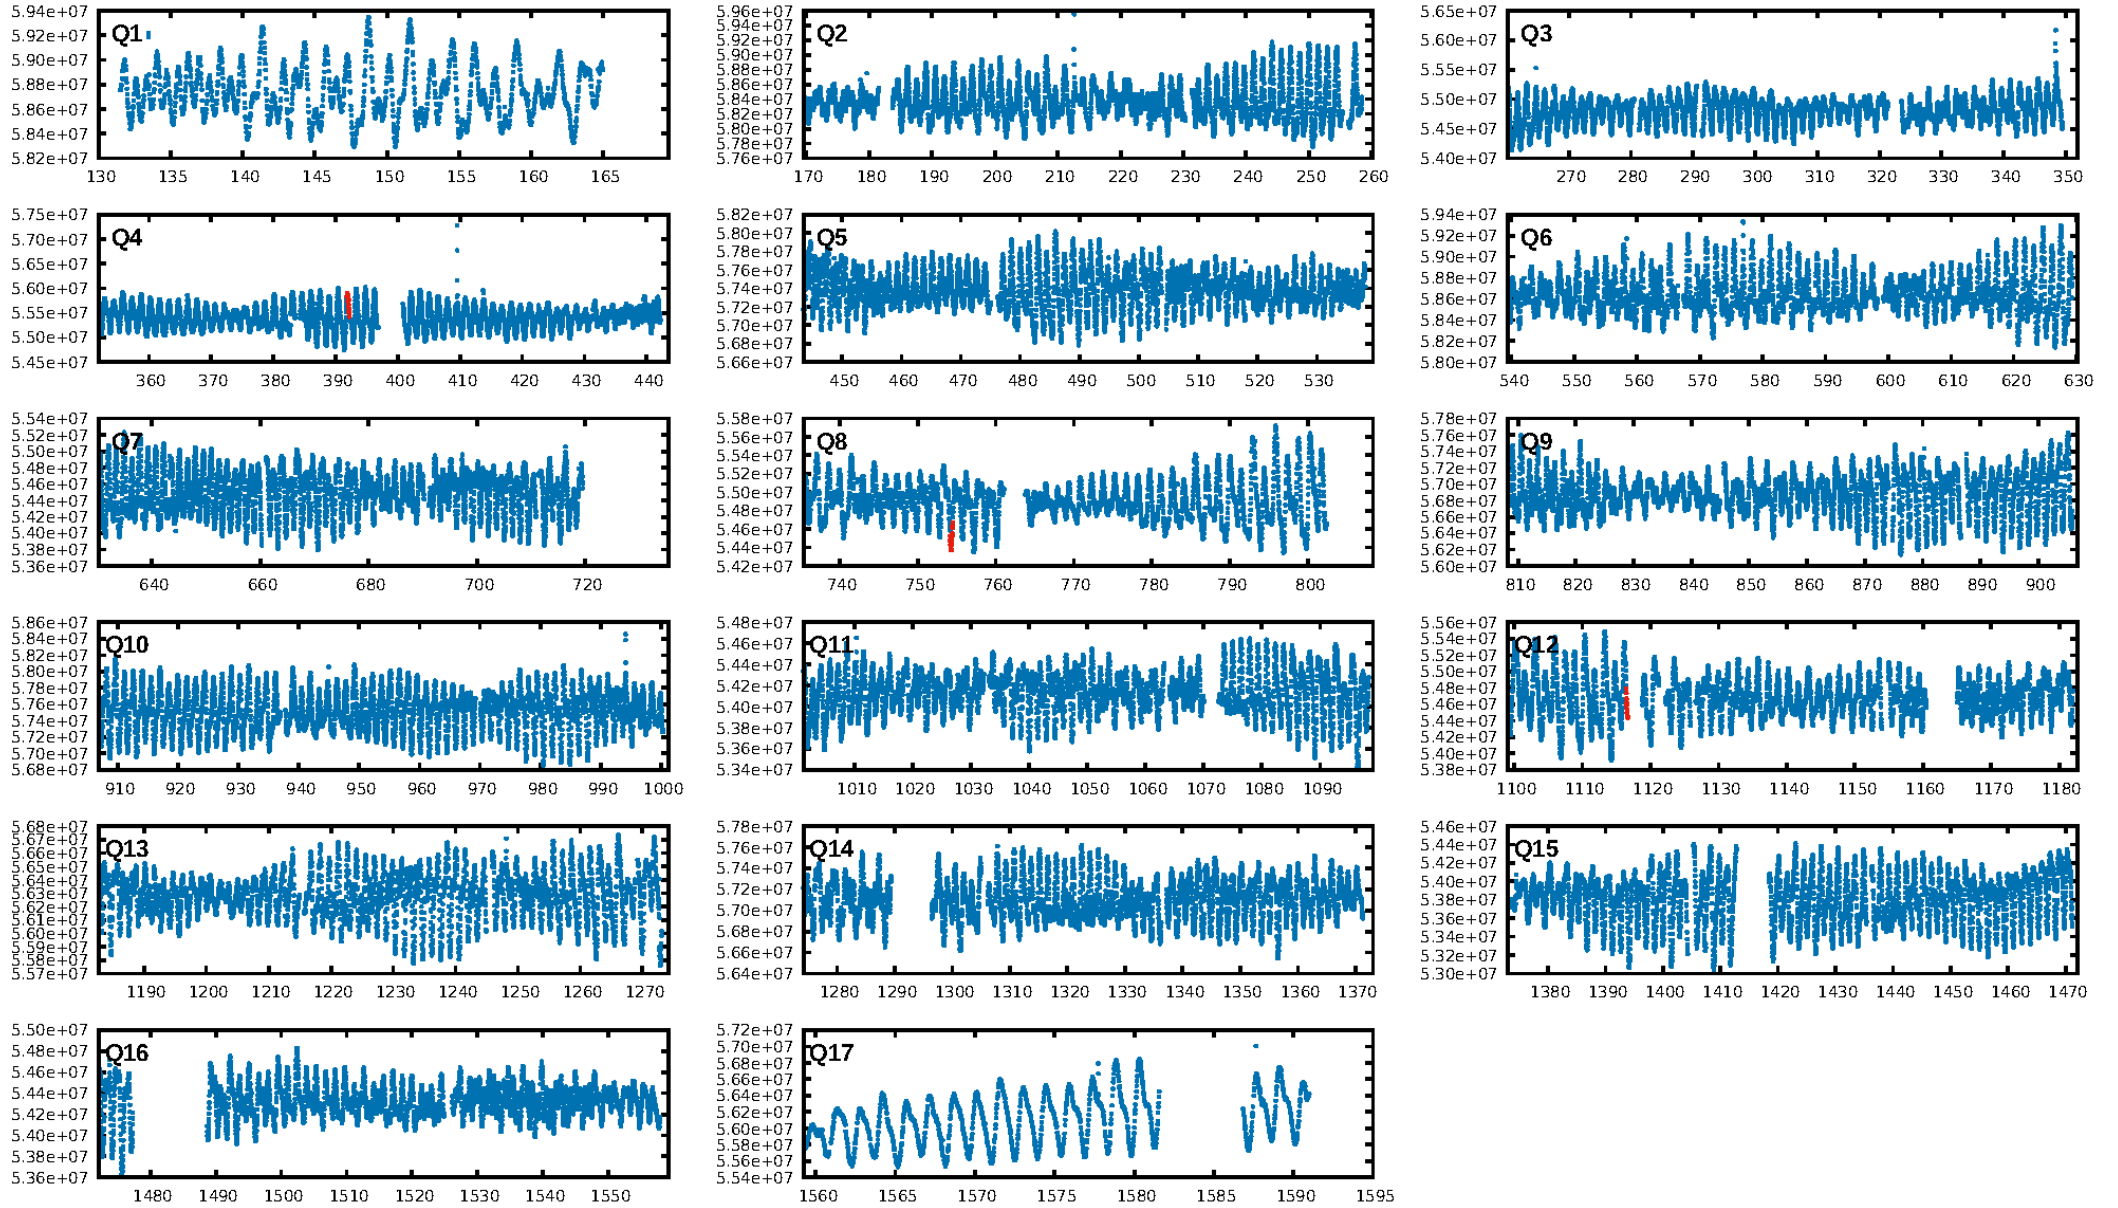 5.94e+07
5.92e+07
5.90e+07
5.88e+07
5.86e+07
5.84e+07
5.82e+07
Q1
130 135 140 145 150 155 160 165
5.96e+07
5.94e+07
5.92e+07
5.90e+07
5.88e+07
5.86e+07
5.84e+07
5.82e+07
5.80e+07
5.78e+07
5.76e+07
Q2
170 180 190 200 210 220 230 240 250 260
5.65e+07
5.60e+07
5.55e+07
5.50e+07
5.45e+07
5.40e+07
Q3
270 280 290 300 310 320 330 340 350
5.75e+07
5.70e+07
5.65e+07
5.60e+07
5.55e+07
5.50e+07
5.45e+07
Q4
360 370 380 390 400 410 420 430 440
5.82e+07
5.80e+07
5.78e+07
5.76e+07
5.74e+07
5.72e+07
5.70e+07
5.68e+07
5.66e+07
Q5
450 460 470 480 490 500 510 520 530
5.94e+07
5.92e+07
5.90e+07
5.88e+07
5.86e+07
5.84e+07
5.82e+07
5.80e+07
Q6
540 550 560 570 580 590 600 610 620 630
5.54e+07
5.52e+07
5.50e+07
5.48e+07
5.46e+07
5.44e+07
5.42e+07
5.40e+07
5.38e+07
5.36e+07
Q7
640 660 680 700 720
5.58e+07
5.56e+07
5.54e+07
5.52e+07
5.50e+07
5.48e+07
5.46e+07
5.44e+07
5.42e+07
Q8
740 750 760 770 780 790 800
5.78e+07
5.76e+07
5.74e+07
5.72e+07
5.70e+07
5.68e+07
5.66e+07
5.64e+07
5.62e+07
5.60e+07
Q9
810 820 830 840 850 860 870 880 890 900
5.86e+07
5.84e+07
5.82e+07
5.80e+07
5.78e+07
5.76e+07
5.74e+07
5.72e+07
5.70e+07
5.68e+07
Q10
910 920 930 940 950 960 970 980 990 1000
5.48e+07
5.46e+07
5.44e+07
5.42e+07
5.40e+07
5.38e+07
5.36e+07
5.34e+07
Q11
1010 1020 1030 1040 1050 1060 1070 1080 1090
5.56e+07
5.54e+07
5.52e+07
5.50e+07
5.48e+07
5.46e+07
5.44e+07
5.42e+07
5.40e+07
5.38e+07
Q12
1100 1110 1120 1130 1140 1150 1160 1170 1180
5.68e+07
5.67e+07
5.66e+07
5.65e+07
5.64e+07
5.63e+07
5.62e+07
5.61e+07
5.60e+07
5.59e+07
5.58e+07
5.57e+07
Q13
1190 1200 1210 1220 1230 1240 1250 1260 1270
5.78e+07
5.76e+07
5.74e+07
5.72e+07
5.70e+07
5.68e+07
5.66e+07
5.64e+07
Q14
1280 1290 1300 1310 1320 1330 1340 1350 1360 1370
5.46e+07
5.44e+07
5.42e+07
5.40e+07
5.38e+07
5.36e+07
5.34e+07
5.32e+07
5.30e+07
Q15
1380 1390 1400 1410 1420 1430 1440 1450 1460 1470
5.50e+07
5.48e+07
5.46e+07
5.44e+07
5.42e+07
5.40e+07
5.38e+07
5.36e+07
Q16
1480 1490 1500 1510 1520 1530 1540 1550
5.72e+07
5.70e+07
5.68e+07
5.66e+07
5.64e+07
5.62e+07
5.60e+07
5.58e+07
5.56e+07
5.54e+07
Q17
1560 1565 1570 1575 1580 1585 1590 1595